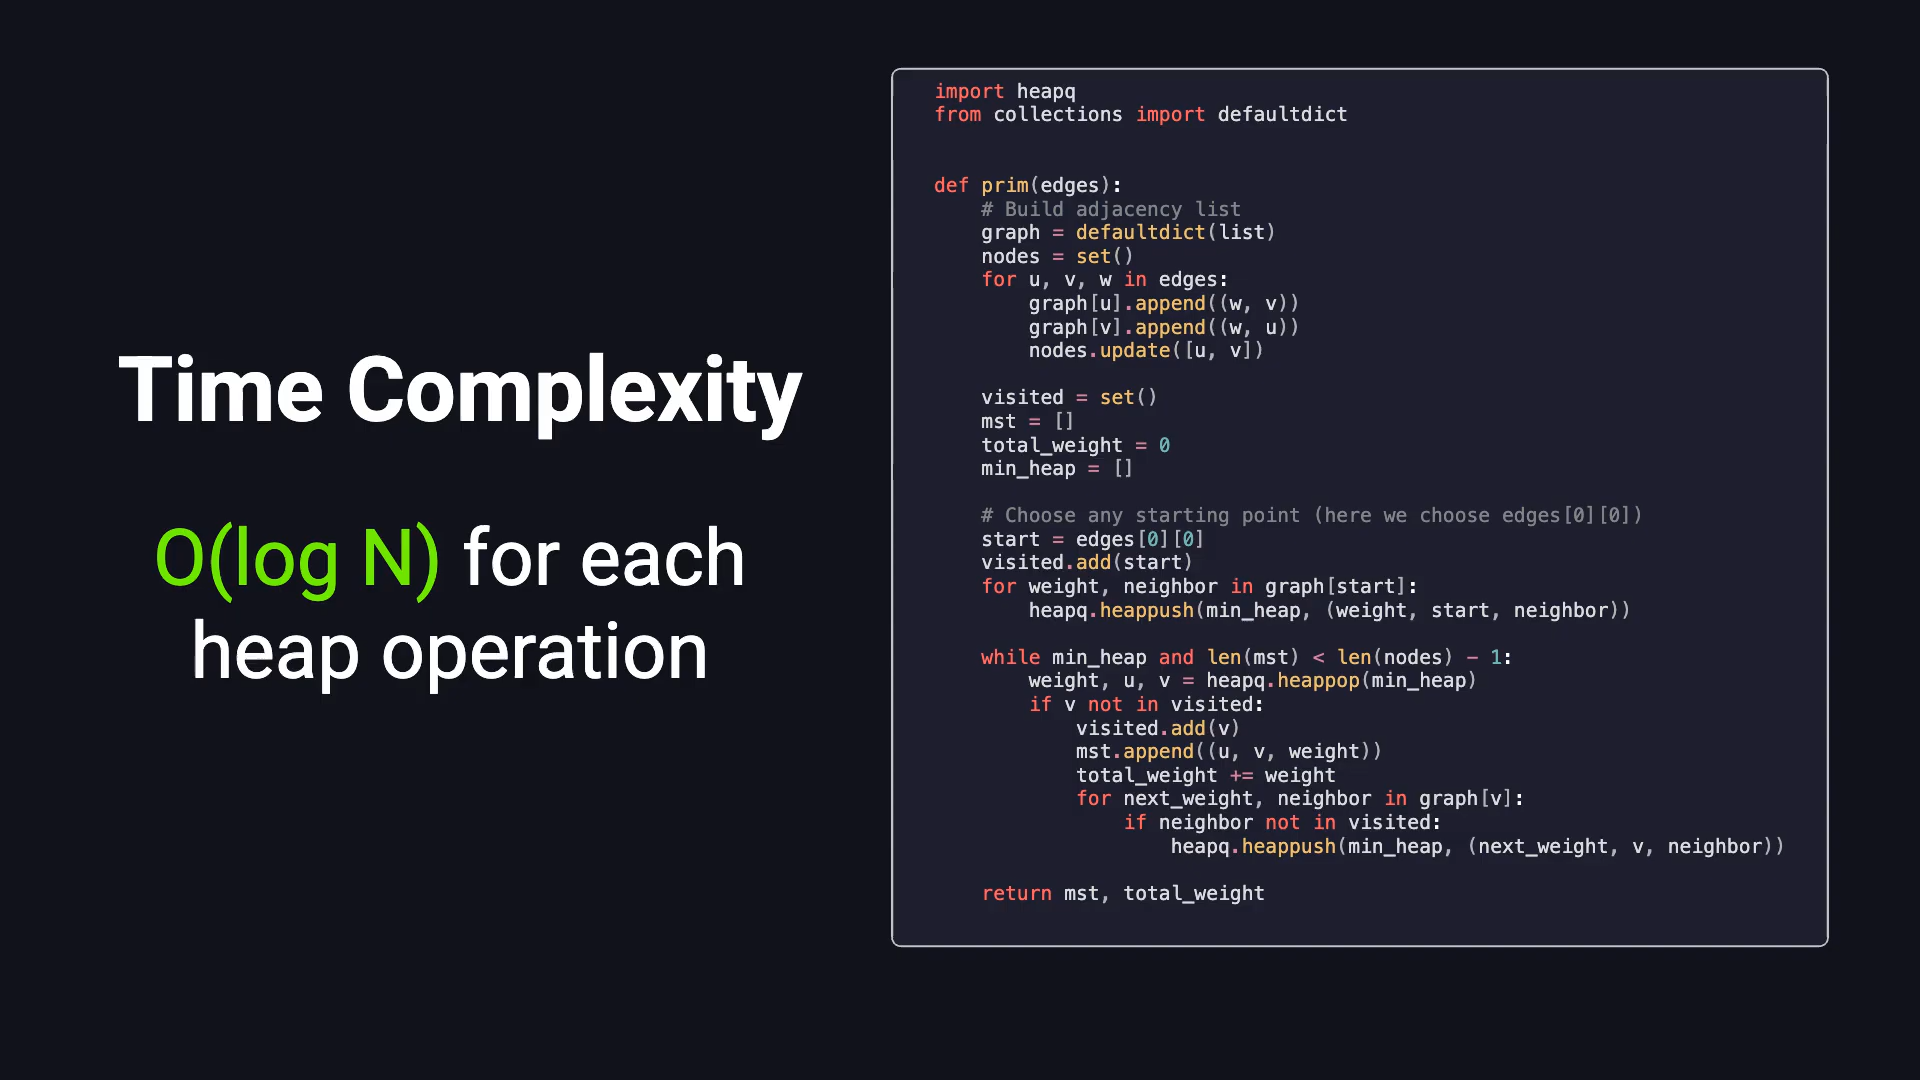 Time Complexity
O(log N) for each
heap operation
import heapq
from collections import defaultdict
def prim(edges):
    # Build adjacency list
    graph = defaultdict(list)
    nodes = set()
    for u, v, w in edges:
        graph[u].append((w, v))
        graph[v].append((w, u))
        nodes.update([u, v])
    visited = set()
    mst = []
    total_weight = 0
    min_heap = []
    # Choose any starting point (here we choose edges[0][0])
    start = edges[0][0]
    visited.add(start)
    for weight, neighbor in graph[start]:
        heapq.heappush(min_heap, (weight, start, neighbor))
    while min_heap and len(mst) < len(nodes) - 1:
        weight, u, v = heapq.heappop(min_heap)
        if v not in visited:
            visited.add(v)
            mst.append((u, v, weight))
            total_weight += weight
            for next_weight, neighbor in graph[v]:
                if neighbor not in visited:
                    heapq.heappush(min_heap, (next_weight, v, neighbor))
    return mst, total_weight